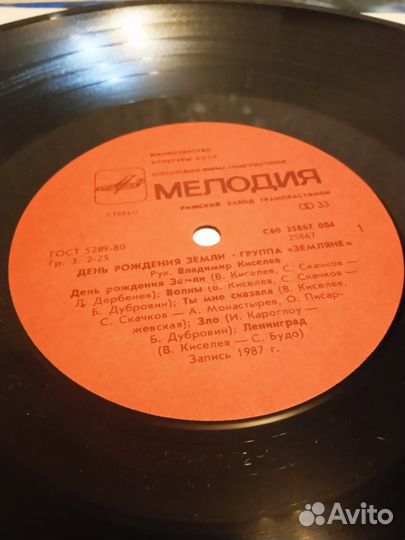 МИНИСТЕРСТВО
КУЛЬТУРЫ СССР
ВСЕСОЮЗНАЯ ФИРМА ГРАМПЛАСТИНОК
МЕЛОДИЯ
СТЕРЕО
РИЖСКИЙ ЗАВОД ГРАМПЛАСТИНОК
33
ГОСТ 5289-80
Гр. 3. 2-25
С60 25867 004
25867
1
ДЕНЬ РОЖДЕНИЯ ЗЕМЛИ · ГРУППА «ЗЕМЛЯНЕ»
Рук. Владимир Киселев
День рождения Земли (В. Киселев, С. Скачков —
Л. Дербенев); Волны (В. Киселев, С. Скачков —
Б. Дубровин); Ты мне сказала (В. Киселев,
С. Скачков — А. Монастырев, О. Писар-
жевская); Зло (И. Кароглоу —
Б. Дубровин); Ленинград
(В. Киселев — С. Будо)
Запись 1987 г.
Avito